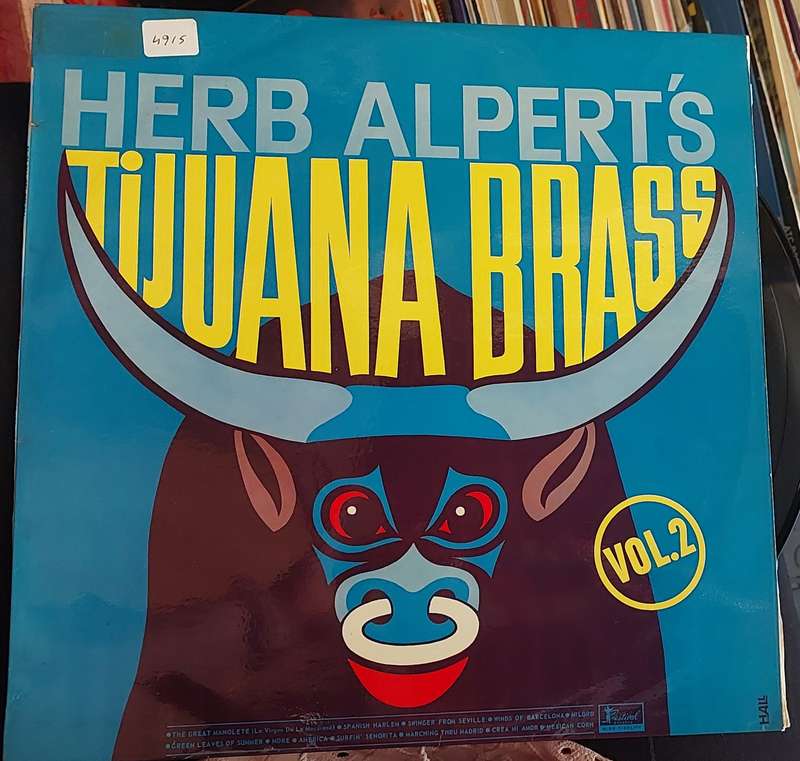 4915
HERB ALPERT'S
TiJUANA BRASS
VOL.2
● THE GREAT MANOLETE (La Virgen De La Macarena) ● SPANISH HARLEM ● SWINGER FROM SEVILLE ● WINDS OF BARCELONA ● MILORD
● GREEN LEAVES OF SUMMER ● MORE ● AMERICA ● SURFIN' SENORITA ● MARCHING THRU MADRID ● CREA MI AMOR ● MEXICAN CORN
Festival
HALL